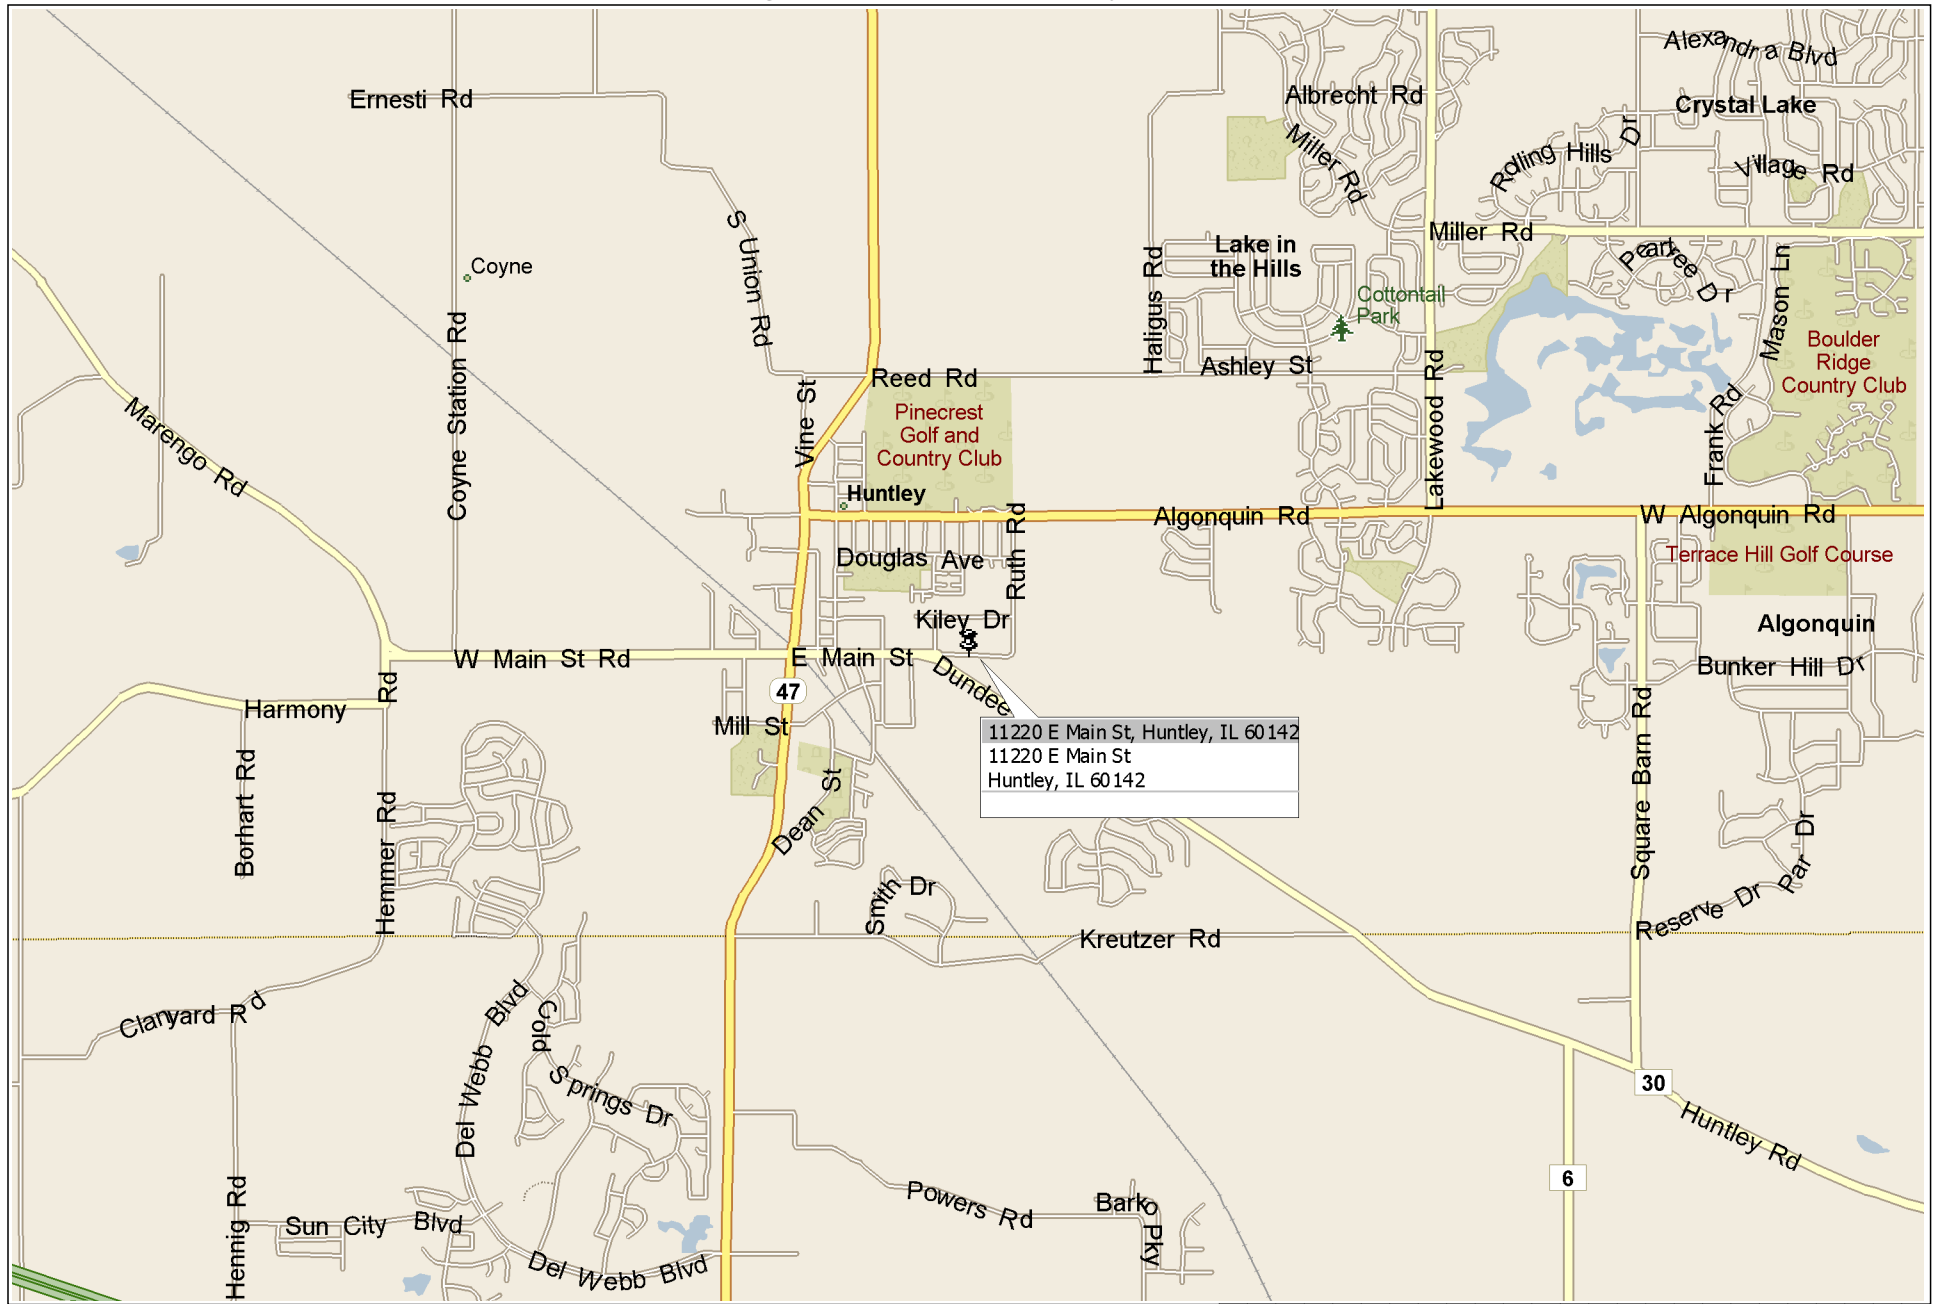 Alexandra Blvd
Ernesti Rd
Albrecht Rd
Crystal Lake
Miller Rd
Rolling Hills Dr
Village Rd
S Union Rd
Miller Rd
Lake in
the Hills
Peartree Dr
Coyne
Haligus Rd
Mason Ln
Cottontail
Park
Coyne Station Rd
Boulder
Ridge
Country Club
Ashley St
Reed Rd
Vine St
Lakewood Rd
Marengo Rd
Pinecrest
Golf and
Country Club
Frank Rd
Huntley
Algonquin Rd
W Algonquin Rd
Ruth Rd
Douglas Ave
Terrace Hill Golf Course
Kiley Dr
Algonquin
W Main St Rd
E Main St
Bunker Hill Dr
Dundee
Rd
47
Harmony
Mill St
11220 E Main St, Huntley, IL 60142
11220 E Main St
Huntley, IL 60142
Square Barn Rd
Borhart Rd
Hemmer Rd
Dean St
Par Dr
Smith Dr
Reserve Dr
Kreutzer Rd
Clanyard Rd
Del Webb Blvd
Cold Springs Dr
30
Huntley Rd
6
Powers Rd
Barko Pky
Hennig Rd
Sun City Blvd
Del Webb Blvd